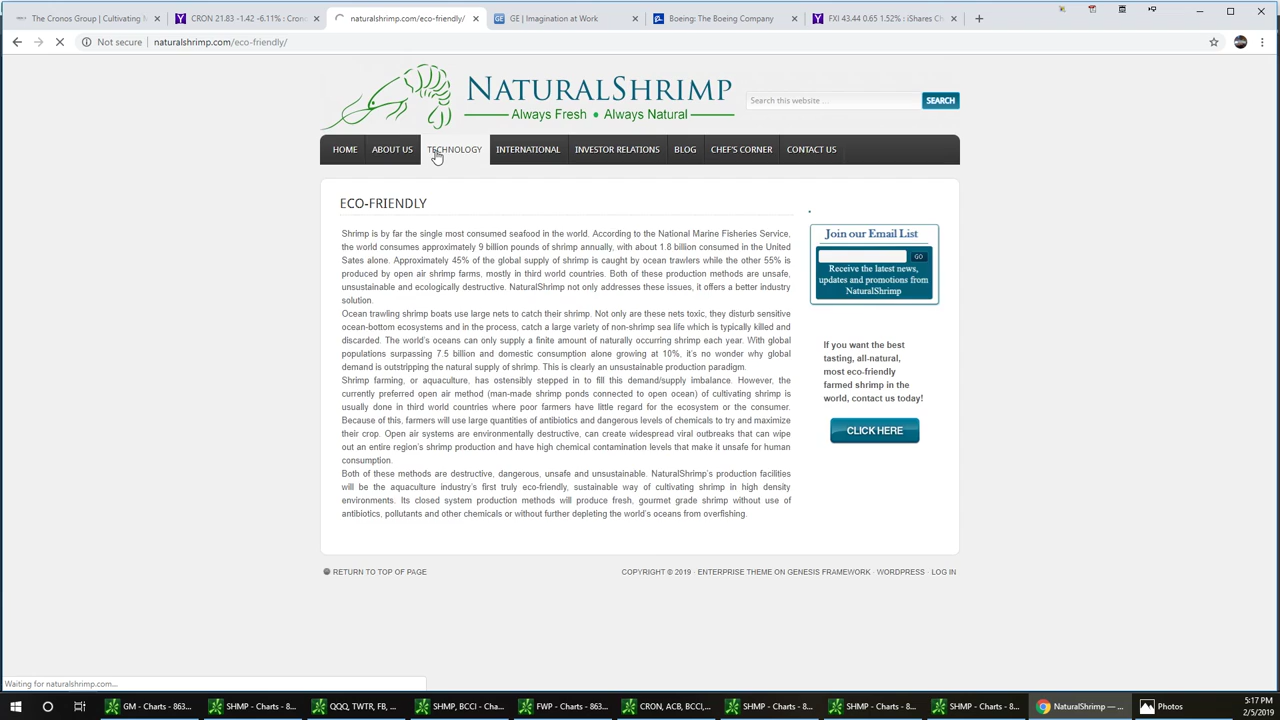 The Cronos Group | Cultivating
CRON 21.83 -1.42 -6.11% : Crono
naturalshrimp.com/eco-friendly/
GE | Imagination at Work
Boeing: The Boeing Company
FXI 43.44 0.65 1.52% : iShares Ch
Not secure
naturalshrimp.com/eco-friendly/
NATURALSHRIMP
Always Fresh • Always Natural
Search this website …
SEARCH
HOME
ABOUT US
TECHNOLOGY
INTERNATIONAL
INVESTOR RELATIONS
BLOG
CHEF'S CORNER
CONTACT US
ECO-FRIENDLY
Shrimp is by far the single most consumed seafood in the world. According to the National Marine Fisheries Service,
the world consumes approximately 9 billion pounds of shrimp annually, with about 1.8 billion consumed in the United
Sates alone. Approximately 45% of the global supply of shrimp is caught by ocean trawlers while the other 55% is
produced by open air shrimp farms, mostly in third world countries. Both of these production methods are unsafe,
unsustainable and ecologically destructive. NaturalShrimp not only addresses these issues, it offers a better industry
solution.
Ocean trawling shrimp boats use large nets to catch their shrimp. Not only are these nets toxic, they disturb sensitive
ocean-bottom ecosystems and in the process, catch a large variety of non-shrimp sea life which is typically killed and
discarded. The world's oceans can only supply a finite amount of naturally occurring shrimp each year. With global
populations surpassing 7.5 billion and domestic consumption alone growing at 10%, it's no wonder why global
demand is outstripping the natural supply of shrimp. This is clearly an unsustainable production paradigm.
Shrimp farming, or aquaculture, has ostensibly stepped in to fill this demand/supply imbalance. However, the
currently preferred open air method (man-made shrimp ponds connected to open ocean) of cultivating shrimp is
usually done in third world countries where poor farmers have little regard for the ecosystem or the consumer.
Because of this, farmers will use large quantities of antibiotics and dangerous levels of chemicals to try and maximize
their crop. Open air systems are environmentally destructive, can create widespread viral outbreaks that can wipe
out an entire region's shrimp production and have high chemical contamination levels that make it unsafe for human
consumption.
Both of these methods are destructive, dangerous, unsafe and unsustainable. NaturalShrimp's production facilities
will be the aquaculture industry's first truly eco-friendly, sustainable way of cultivating shrimp in high density
environments. Its closed system production methods will produce fresh, gourmet grade shrimp without use of
antibiotics, pollutants and other chemicals or without further depleting the world's oceans from overfishing.
Join our Email List
GO
Receive the latest news,
updates and promotions from
NaturalShrimp
If you want the best
tasting, all-natural,
most eco-friendly
farmed shrimp in the
world, contact us today!
CLICK HERE
RETURN TO TOP OF PAGE
COPYRIGHT © 2019 · ENTERPRISE THEME ON GENESIS FRAMEWORK · WORDPRESS · LOG IN
Waiting for naturalshrimp.com...
GM - Charts - 863...
SHMP - Charts - 8...
QQQ, TWTR, FB, ...
SHMP, BCCI - Cha...
FWP - Charts - 863...
CRON, ACB, BCCI,...
SHMP - Charts - 8...
SHMP - Charts - 8...
SHMP - Charts - 8...
NaturalShrimp — ...
Photos
5:17 PM
2/5/2019